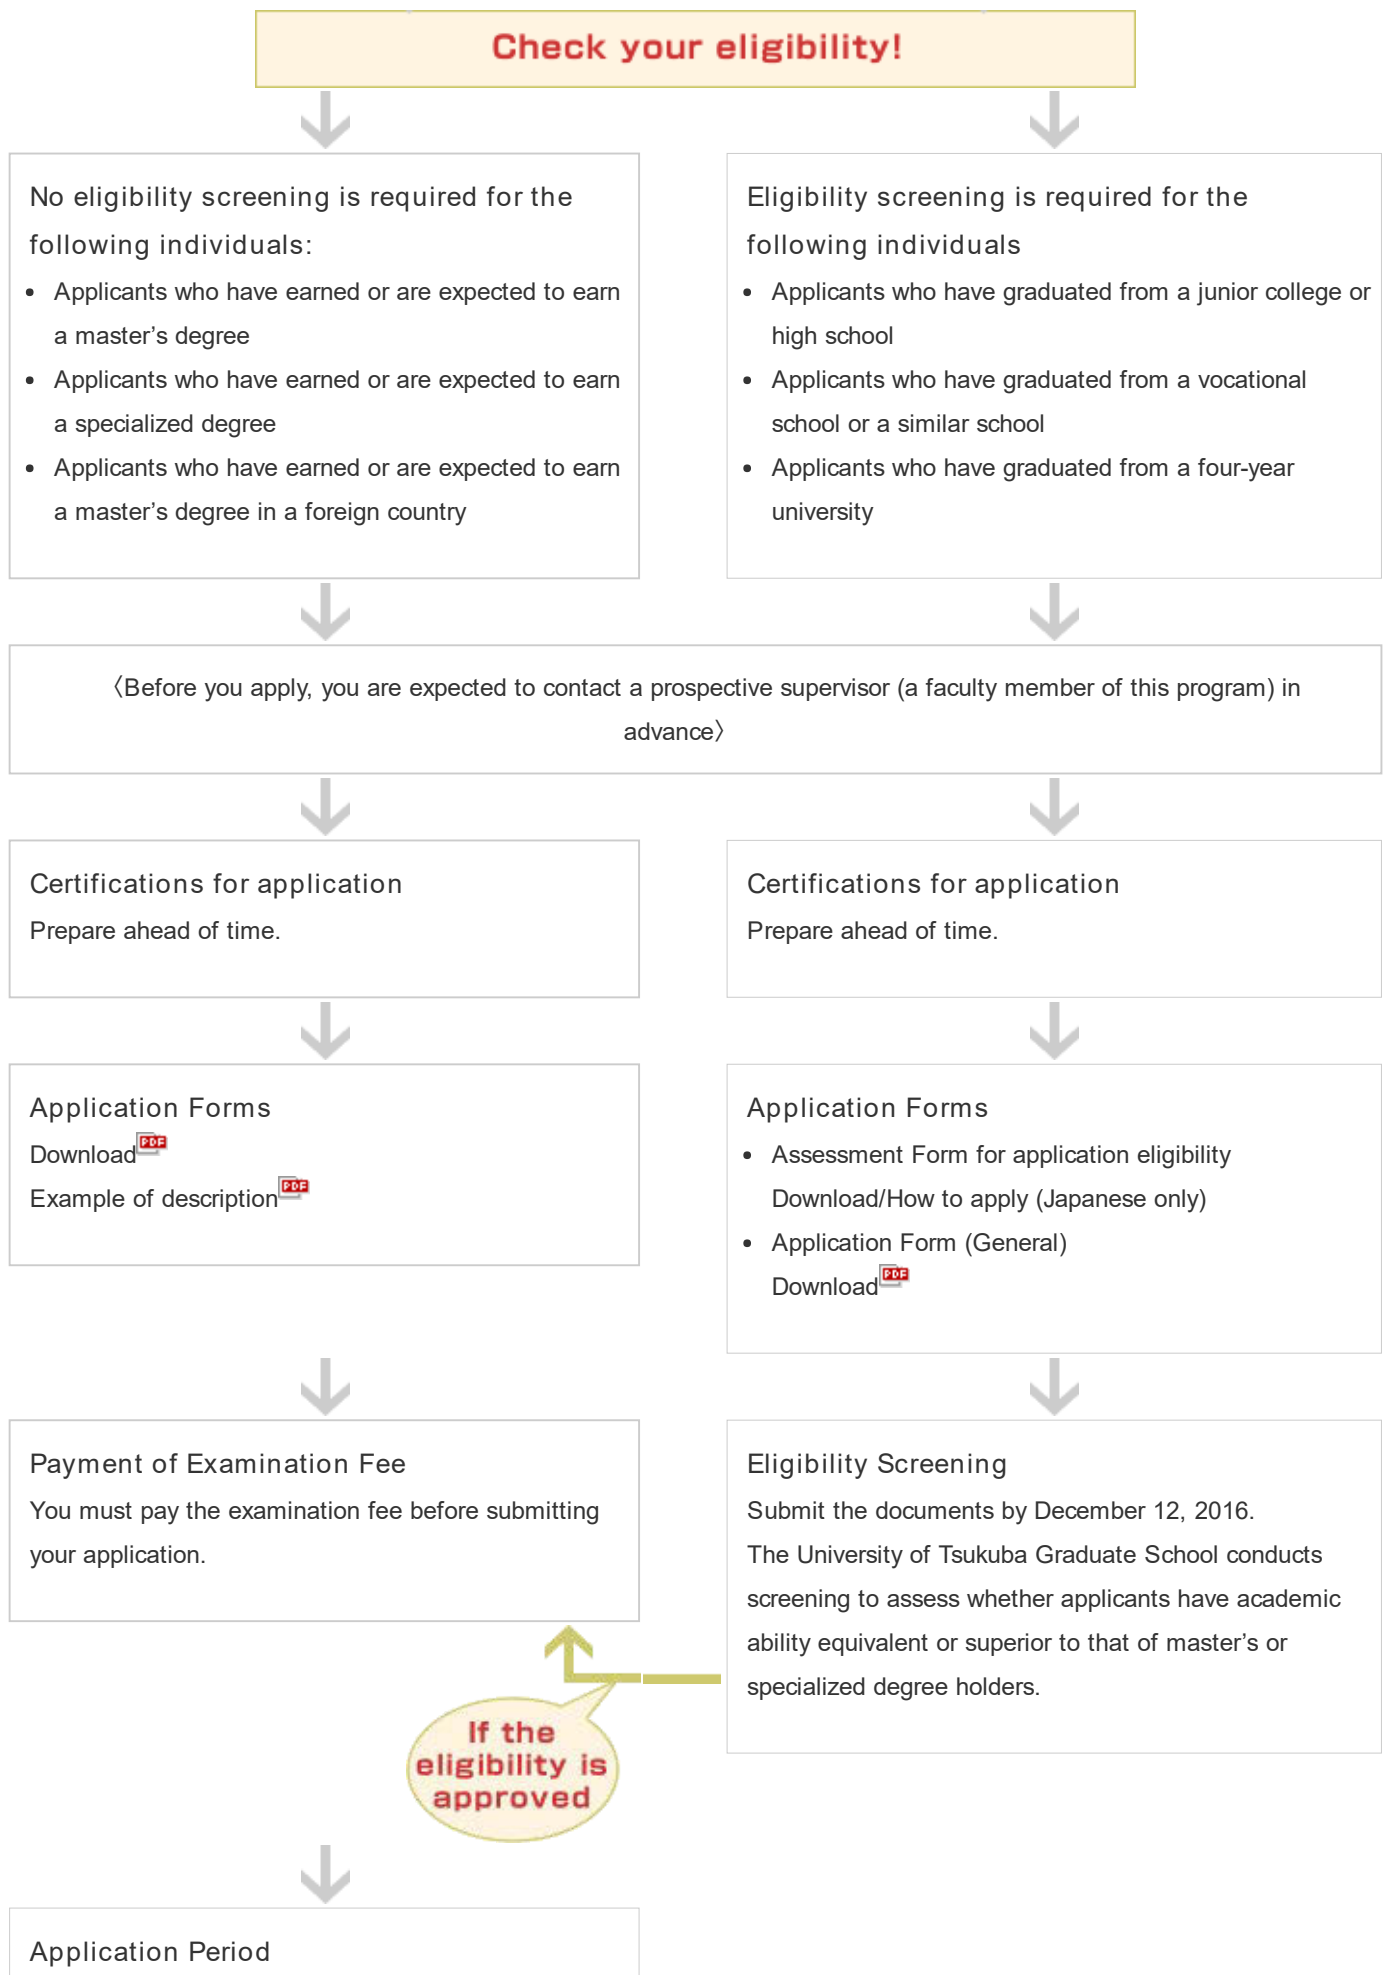 Check your eligibility!
No eligibility screening is required for the
following individuals:
• Applicants who have earned or are expected to earn
a master’s degree
• Applicants who have earned or are expected to earn
a specialized degree
• Applicants who have earned or are expected to earn
a master’s degree in a foreign country
Eligibility screening is required for the
following individuals
• Applicants who have graduated from a junior college or
high school
• Applicants who have graduated from a vocational
school or a similar school
• Applicants who have graduated from a four-year
university
〈Before you apply, you are expected to contact a prospective supervisor (a faculty member of this program) in
advance〉
Certifications for application
Prepare ahead of time.
Certifications for application
Prepare ahead of time.
Application Forms
Download PDF
Example of description PDF
Application Forms
• Assessment Form for application eligibility
Download/How to apply (Japanese only)
• Application Form (General)
Download PDF
Payment of Examination Fee
You must pay the examination fee before submitting
your application.
Eligibility Screening
Submit the documents by December 12, 2016.
The University of Tsukuba Graduate School conducts
screening to assess whether applicants have academic
ability equivalent or superior to that of master’s or
specialized degree holders.
If the
eligibility is
approved
Application Period